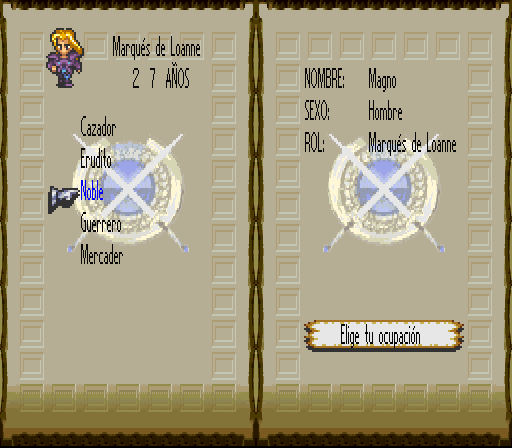 Marqués de Loanne
2 7 AÑOS
Cazador
Erudito
Noble
Guerrero
Mercader
NOMBRE: Magno
SEXO: Hombre
ROL: Marqués de Loanne
Elige tu ocupación